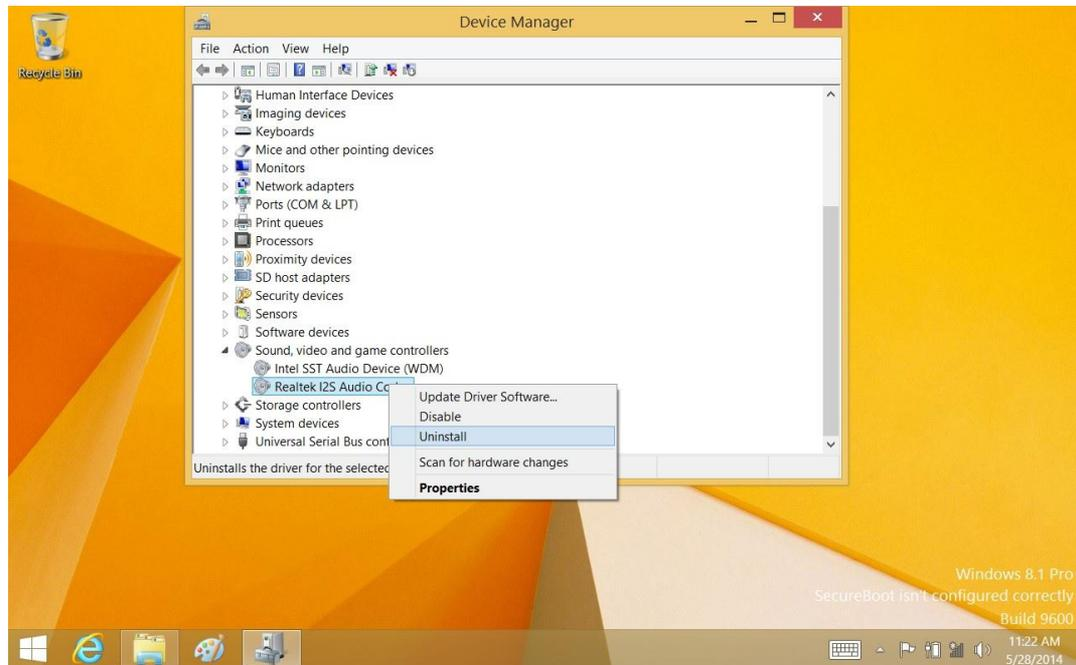 Recycle Bin
Device Manager
File Action View Help
Human Interface Devices
Imaging devices
Keyboards
Mice and other pointing devices
Monitors
Network adapters
Ports (COM & LPT)
Print queues
Processors
Proximity devices
SD host adapters
Security devices
Sensors
Software devices
Sound, video and game controllers
Intel SST Audio Device (WDM)
Realtek I2S Audio
Storage controllers
System devices
Universal Serial Bus
Uninstalls the driver for the selected
Update Driver Software...
Disable
Uninstall
Scan for hardware changes
Properties
Windows 8.1 Pro
SecureBoot isn't configured correctly
Build 9600
11:22 AM
5/28/2014